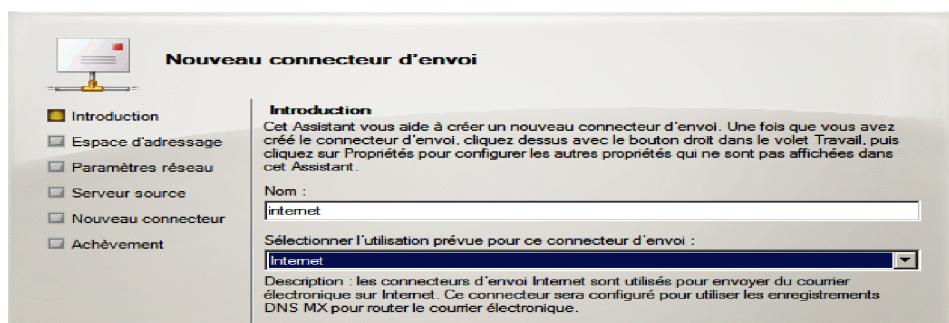 Nouveau connecteur d'envoi
Introduction
Espace d'adressage
Paramètres réseau
Serveur source
Nouveau connecteur
Achèvement
Introduction
Cet Assistant vous aide à créer un nouveau connecteur d'envoi. Une fois que vous avez
créé le connecteur d'envoi, cliquez dessus avec le bouton droit dans le volet Travail, puis
cliquez sur Propriétés pour configurer les autres propriétés qui ne sont pas affichées dans
cet Assistant.
Nom :
internet
Sélectionner l'utilisation prévue pour ce connecteur d'envoi :
Internet
Description : les connecteurs d'envoi Internet sont utilisés pour envoyer du courrier
électronique sur Internet. Ce connecteur sera configuré pour utiliser les enregistrements
DNS MX pour router le courrier électronique.